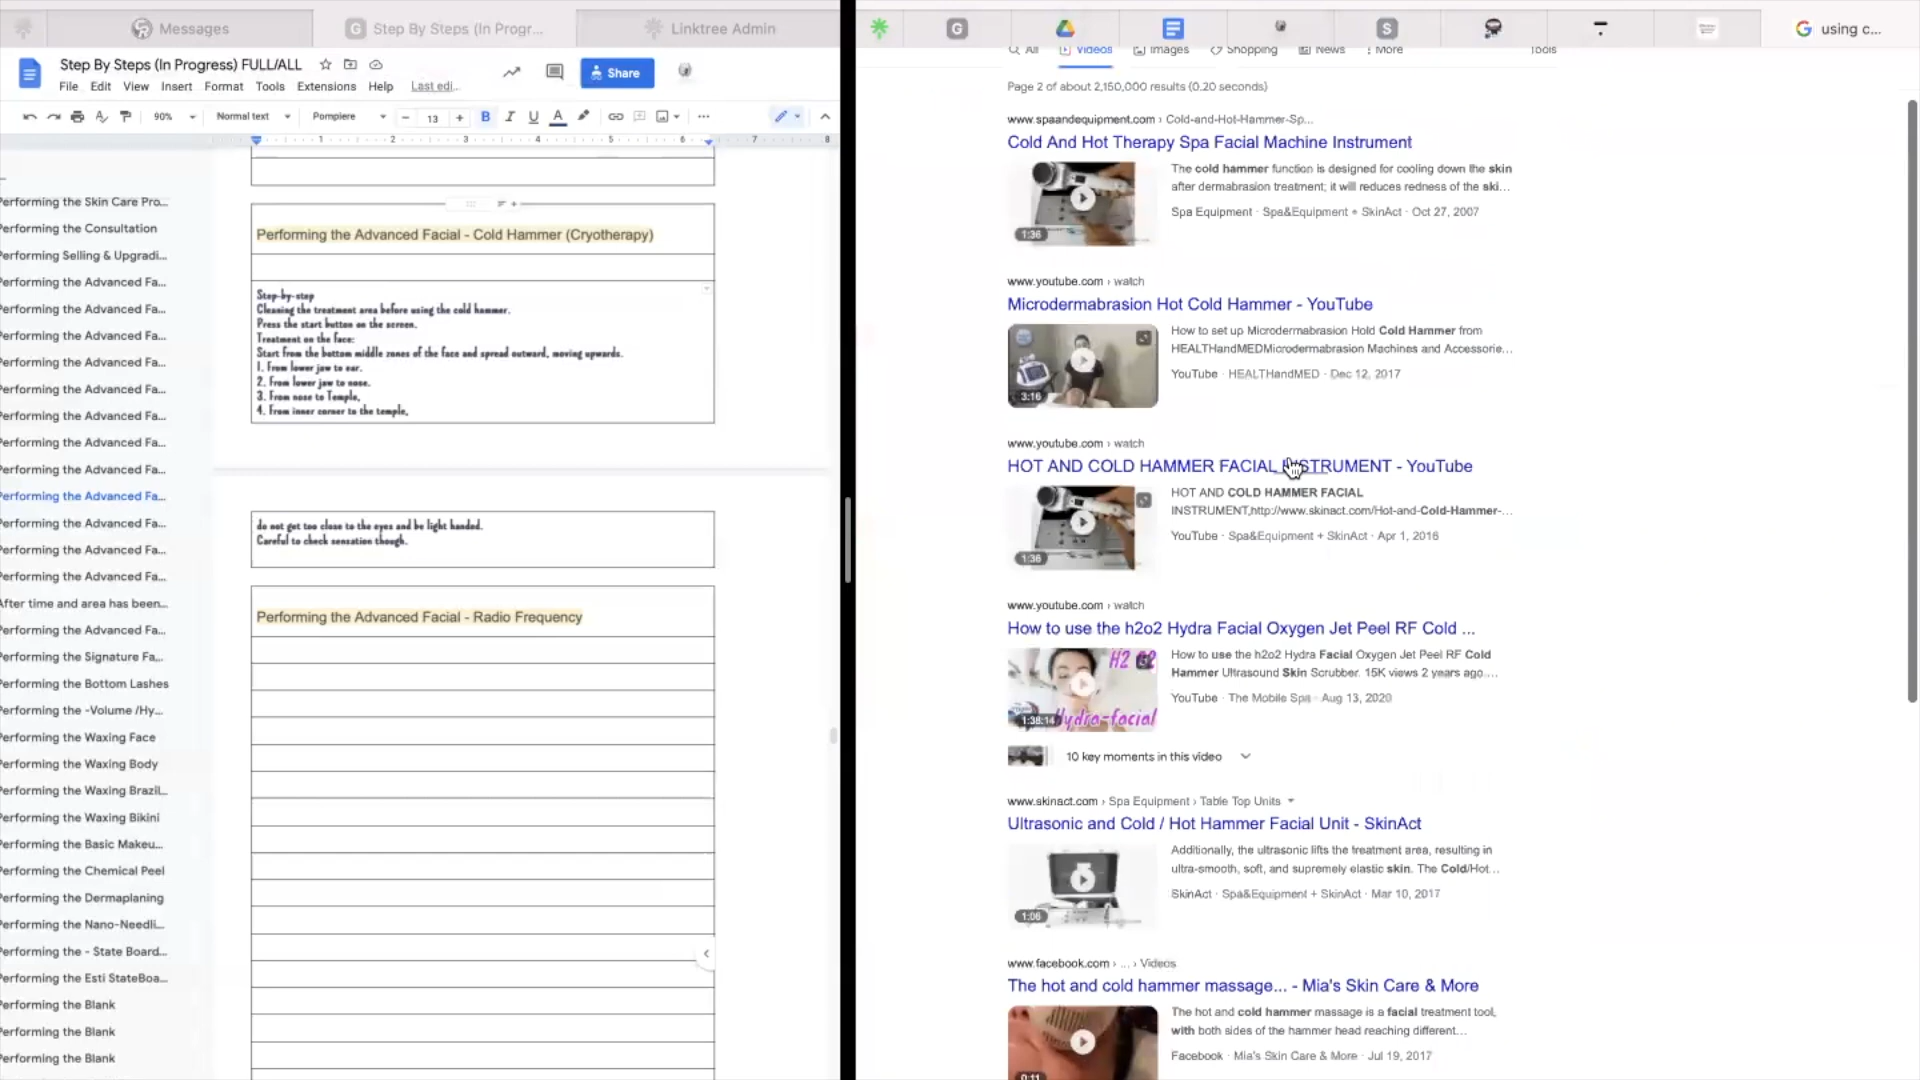 Messages
Step By Steps (In Progr...
Linktree Admin
Step By Steps (In Progress) FULL/ALL
Share
File Edit View Insert Format Tools Extensions Help Last edi...
90% Normal text Pompiere 13
1 2 3 4 5 6 7 8
Performing the Skin Care Pro...
Performing the Consultation
Performing Selling & Upgradi...
Performing the Advanced Fa...
Performing the Advanced Fa...
Performing the Advanced Fa...
Performing the Advanced Fa...
Performing the Advanced Fa...
Performing the Advanced Fa...
Performing the Advanced Fa...
Performing the Advanced Fa...
Performing the Advanced Fa...
Performing the Advanced Fa...
Performing the Advanced Fa...
Performing the Advanced Fa...
After time and area has been...
Performing the Advanced Fa...
Performing the Signature Fa...
Performing the Bottom Lashes
Performing the -Volume /Hy...
Performing the Waxing Face
Performing the Waxing Body
Performing the Waxing Brazil...
Performing the Waxing Bikini
Performing the Basic Makeu...
Performing the Chemical Peel
Performing the Dermaplaning
Performing the Nano-Needli...
Performing the - State Board...
Performing the Esti StateBoa...
Performing the Blank
Performing the Blank
Performing the Blank
Performing the Advanced Facial - Cold Hammer (Cryotherapy)
Step-by-step
Cleaning the treatment area before using the cold hammer.
Press the start button on the screen.
Treatment on the face:
Start from the bottom middle zones of the face and spread outward, moving upwards.
1. From lower jaw to ear.
2. From lower jaw to nose.
3. From nose to Temple,
4. From inner corner to the temple,
do not get too close to the eyes and be light handed.
Careful to check sensation though.
Performing the Advanced Facial - Radio Frequency
using c...
All Videos Images Shopping News More Tools
Page 2 of about 2,150,000 results (0.20 seconds)
www.spaandequipment.com › Cold-and-Hot-Hammer-Sp...
Cold And Hot Therapy Spa Facial Machine Instrument
The cold hammer function is designed for cooling down the skin
after dermabrasion treatment; it will reduces redness of the ski...
Spa Equipment · Spa&Equipment + SkinAct · Oct 27, 2007
1:36
www.youtube.com › watch
Microdermabrasion Hot Cold Hammer - YouTube
How to set up Microdermabrasion Hold Cold Hammer from
HEALTHandMEDMicrodermabrasion Machines and Accessorie...
YouTube · HEALTHandMED · Dec 12, 2017
3:16
www.youtube.com › watch
HOT AND COLD HAMMER FACIAL INSTRUMENT - YouTube
HOT AND COLD HAMMER FACIAL
INSTRUMENT,http://www.skinact.com/Hot-and-Cold-Hammer-...
YouTube · Spa&Equipment + SkinAct · Apr 1, 2016
1:36
www.youtube.com › watch
How to use the h2o2 Hydra Facial Oxygen Jet Peel RF Cold ...
How to use the h2o2 Hydra Facial Oxygen Jet Peel RF Cold
Hammer Ultrasound Skin Scrubber. 15K views 2 years ago....
YouTube · The Mobile Spa · Aug 13, 2020
Hydra-facial
1:38:14
10 key moments in this video
www.skinact.com › Spa Equipment › Table Top Units
Ultrasonic and Cold / Hot Hammer Facial Unit - SkinAct
Additionally, the ultrasonic lifts the treatment area, resulting in
ultra-smooth, soft, and supremely elastic skin. The Cold/Hot...
SkinAct · Spa&Equipment + SkinAct · Mar 10, 2017
1:06
www.facebook.com › ... › Videos
The hot and cold hammer massage... - Mia's Skin Care & More
The hot and cold hammer massage is a facial treatment tool,
with both sides of the hammer head reaching different...
Facebook · Mia's Skin Care & More · Jul 19, 2017
0:11